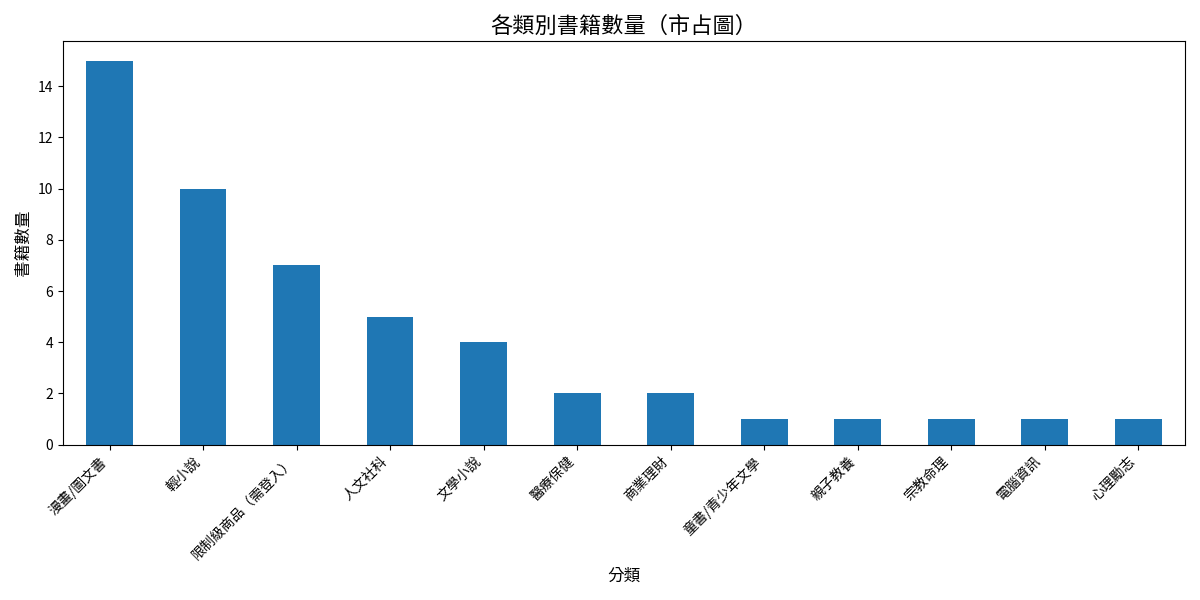 各類別書籍數量（市占圖）
書籍數量
14
12
10
8
6
4
2
0
漫畫/圖文書
輕小說
限制級商品（需登入）
人文社科
文學小說
醫療保健
商業理財
童書/青少年文學
親子教養
宗教命理
電腦資訊
心理勵志
分類